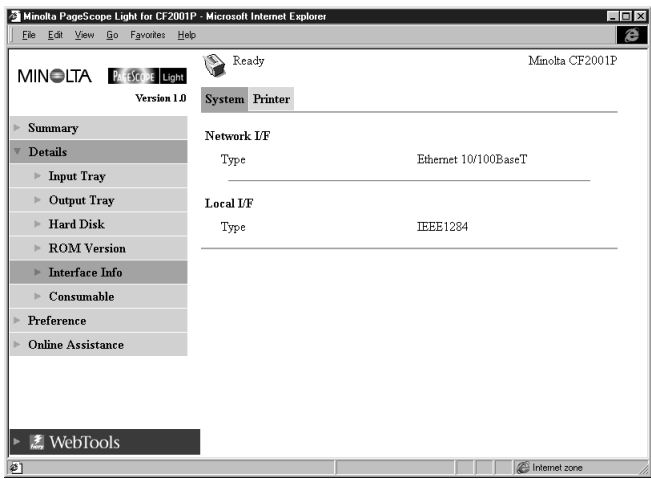 Minolta PageScope Light for CF2001P - Microsoft Internet Explorer
File Edit View Go Favorites Help
MINOLTA PAGESCOPE Light
Version 1.0
Ready
Minolta CF2001P
System Printer
Summary
Details
Input Tray
Output Tray
Hard Disk
ROM Version
Interface Info
Consumable
Preference
Online Assistance
Network I/F
Type Ethernet 10/100BaseT
Local I/F
Type IEEE1284
WebTools
Internet zone